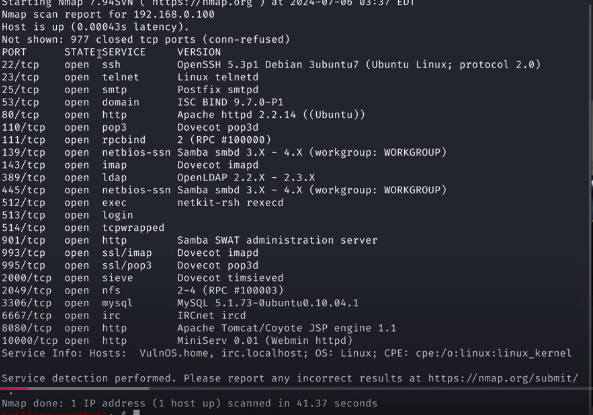 Starting Nmap 7.94SVN ( https://nmap.org ) at 2024-07-06 03:37 EDT
Nmap scan report for 192.168.0.100
Host is up (0.00043s latency).
Not shown: 977 closed tcp ports (conn-refused)
PORT STATE SERVICE VERSION
22/tcp open ssh OpenSSH 5.3p1 Debian 3ubuntu7 (Ubuntu Linux; protocol 2.0)
23/tcp open telnet Linux telnetd
25/tcp open smtp Postfix smtpd
53/tcp open domain ISC BIND 9.7.0-P1
80/tcp open http Apache httpd 2.2.14 ((Ubuntu))
110/tcp open pop3 Dovecot pop3d
111/tcp open rpcbind 2 (RPC #100000)
139/tcp open netbios-ssn Samba smbd 3.X - 4.X (workgroup: WORKGROUP)
143/tcp open imap Dovecot imapd
389/tcp open ldap OpenLDAP 2.2.X - 2.3.X
445/tcp open netbios-ssn Samba smbd 3.X - 4.X (workgroup: WORKGROUP)
512/tcp open exec netkit-rsh rexecd
513/tcp open login
514/tcp open tcpwrapped
901/tcp open http Samba SWAT administration server
993/tcp open ssl/imap Dovecot imapd
995/tcp open ssl/pop3 Dovecot pop3d
2000/tcp open sieve Dovecot timsieved
2049/tcp open nfs 2-4 (RPC #100003)
3306/tcp open mysql MySQL 5.1.73-0ubuntu0.10.04.1
6667/tcp open irc IRCnet ircd
8080/tcp open http Apache Tomcat/Coyote JSP engine 1.1
10000/tcp open http MiniServ 0.01 (Webmin httpd)
Service Info: Hosts: VulnOS.home, irc.localhost; OS: Linux; CPE: cpe:/o:linux:linux_kernel
Service detection performed. Please report any incorrect results at https://nmap.org/submit/
.
Nmap done: 1 IP address (1 host up) scanned in 41.37 seconds